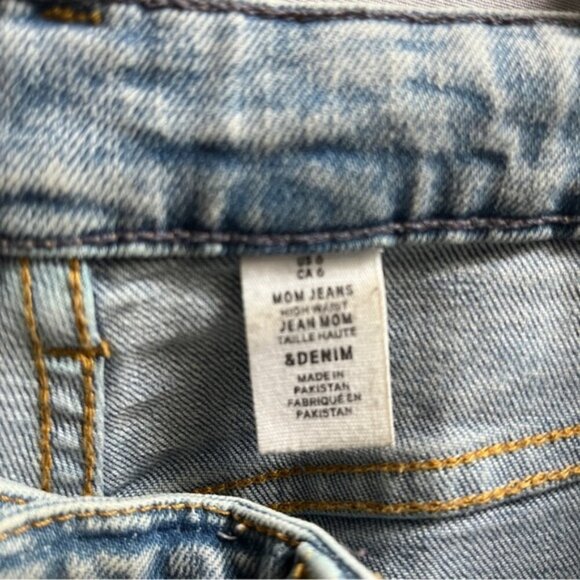 US 6
CA 6
MOM JEANS
HIGH WAIST
JEAN MOM
TAILLE HAUTE
&DENIM
MADE IN
PAKISTAN
FABRIQUÉ EN
PAKISTAN